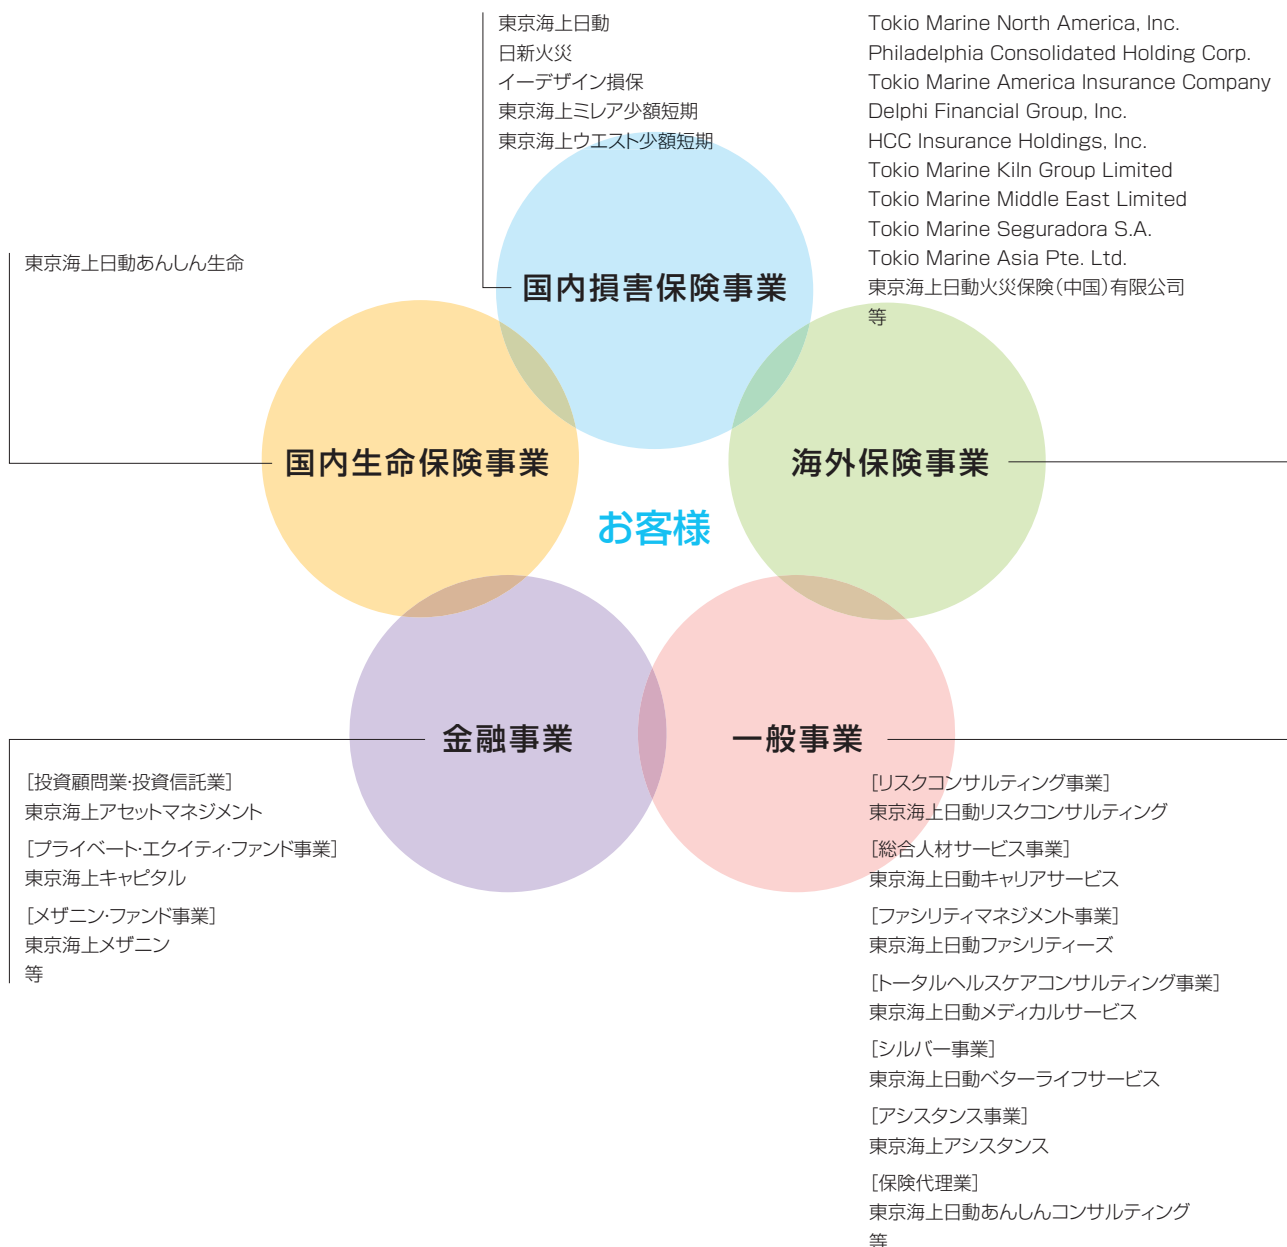 東京海上日動
日新火災
イーデザイン損保
東京海上ミレア少額短期
東京海上ウエスト少額短期
国内損害保険事業
Tokio Marine North America, Inc.
Philadelphia Consolidated Holding Corp.
Tokio Marine America Insurance Company
Delphi Financial Group, Inc.
HCC Insurance Holdings, Inc.
Tokio Marine Kiln Group Limited
Tokio Marine Middle East Limited
Tokio Marine Seguradora S.A.
Tokio Marine Asia Pte. Ltd.
東京海上日動火災保険(中国)有限公司
等
海外保険事業
東京海上日動あんしん生命
国内生命保険事業
お客様
金融事業
[投資顧問業・投資信託業]
東京海上アセットマネジメント
[プライベート・エクイティ・ファンド事業]
東京海上キャピタル
[メザニン・ファンド事業]
東京海上メザニン
等
一般事業
[リスクコンサルティング事業]
東京海上日動リスクコンサルティング
[総合人材サービス事業]
東京海上日動キャリアサービス
[ファシリティマネジメント事業]
東京海上日動ファシリティーズ
[トータルヘルスケアコンサルティング事業]
東京海上日動メディカルサービス
[シルバー事業]
東京海上日動ベターライフサービス
[アシスタンス事業]
東京海上アシスタンス
[保険代理業]
東京海上日動あんしんコンサルティング
等